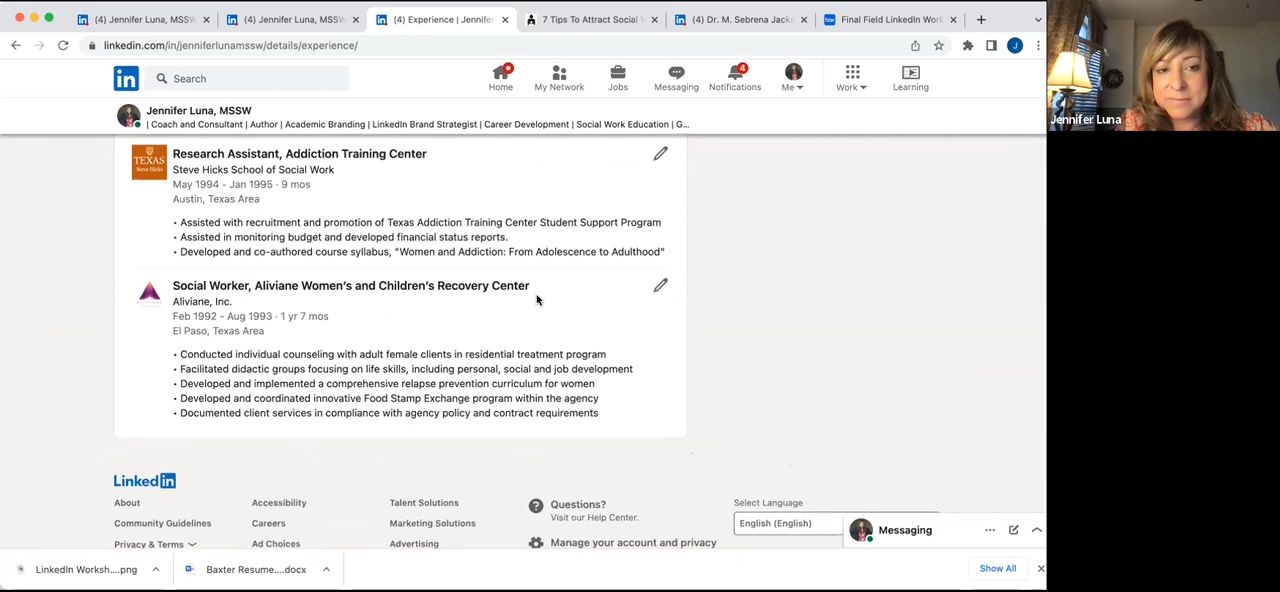 (4) Jennifer Luna, MSSW
(4) Jennifer Luna, MSSW
(4) Experience | Jennifer
7 Tips To Attract Social
(4) Dr. M. Sebrena Jacks
Final Field LinkedIn Work
linkedin.com/in/jenniferlunamssw/details/experience/
J
Search
Home
My Network
Jobs
Messaging
4
Notifications
Me
Work
Learning
Jennifer Luna, MSSW
| Coach and Consultant | Author | Academic Branding | LinkedIn Brand Strategist | Career Development | Social Work Education | G...
Jennifer Luna
TEXAS
Steve Hicks
Research Assistant, Addiction Training Center
Steve Hicks School of Social Work
May 1994 - Jan 1995 · 9 mos
Austin, Texas Area
• Assisted with recruitment and promotion of Texas Addiction Training Center Student Support Program
• Assisted in monitoring budget and developed financial status reports.
• Developed and co-authored course syllabus, "Women and Addiction: From Adolescence to Adulthood"
Social Worker, Aliviane Women's and Children's Recovery Center
Aliviane, Inc.
Feb 1992 - Aug 1993 · 1 yr 7 mos
El Paso, Texas Area
• Conducted individual counseling with adult female clients in residential treatment program
• Facilitated didactic groups focusing on life skills, including personal, social and job development
• Developed and implemented a comprehensive relapse prevention curriculum for women
• Developed and coordinated innovative Food Stamp Exchange program within the agency
• Documented client services in compliance with agency policy and contract requirements
LinkedIn
About
Accessibility
Talent Solutions
Questions?
Visit our Help Center.
Select Language
English (English)
Community Guidelines
Careers
Marketing Solutions
Privacy & Terms
Ad Choices
Advertising
Manage your account and privacy
Messaging
LinkedIn Worksh....png
Baxter Resume....docx
Show All